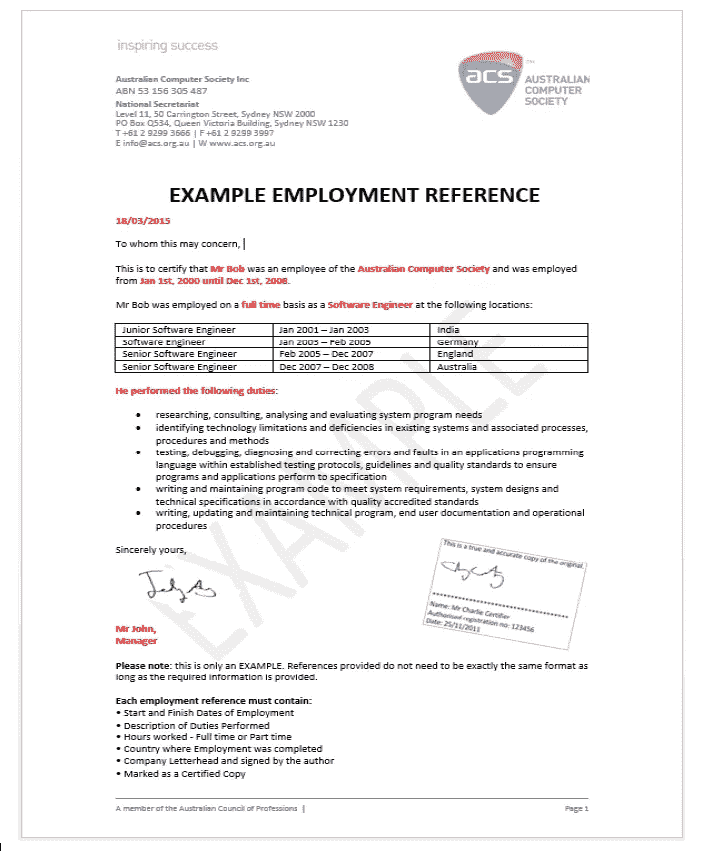 inspiring success
Australian Computer Society Inc
ABN 53 156 305 487
National Secretariat
Level 11, 50 Carrington Street, Sydney NSW 2000
PO Box Q534, Queen Victoria Building, Sydney NSW 1230
T +61 2 9299 3666 | F +61 2 9299 3997
E info@acs.org.au | W www.acs.org.au
acs
AUSTRALIAN
COMPUTER
SOCIETY
EXAMPLE EMPLOYMENT REFERENCE
18/03/2015
To whom this may concern,
This is to certify that Mr Bob was an employee of the Australian Computer Society and was employed
from Jan 1st, 2000 until Dec 1st, 2008.
Mr Bob was employed on a full time basis as a Software Engineer at the following locations:
Junior Software Engineer Jan 2001 – Jan 2003 India
Software Engineer Jan 2003 – Feb 2005 Germany
Senior Software Engineer Feb 2005 – Dec 2007 England
Senior Software Engineer Dec 2007 – Dec 2008 Australia
He performed the following duties:
• researching, consulting, analysing and evaluating system program needs
• identifying technology limitations and deficiencies in existing systems and associated processes,
procedures and methods
• testing, debugging, diagnosing and correcting errors and faults in an applications programming
language within established testing protocols, guidelines and quality standards to ensure
programs and applications perform to specification
• writing and maintaining program code to meet system requirements, system designs and
technical specifications in accordance with quality accredited standards
• writing, updating and maintaining technical program, end user documentation and operational
procedures
EXAMPLE
Sincerely yours,
This is a true and accurate copy of the original.
Name: Mr Charlie Certifier
Authorised registration no: 123456
Date: 25/11/2011
Mr John,
Manager
Please note: this is only an EXAMPLE. References provided do not need to be exactly the same format as
long as the required information is provided.
Each employment reference must contain:
• Start and Finish Dates of Employment
• Description of Duties Performed
• Hours worked - Full time or Part time
• Country where Employment was completed
• Company Letterhead and signed by the author
• Marked as a Certified Copy
A member of the Australian Council of Professions |
Page 1